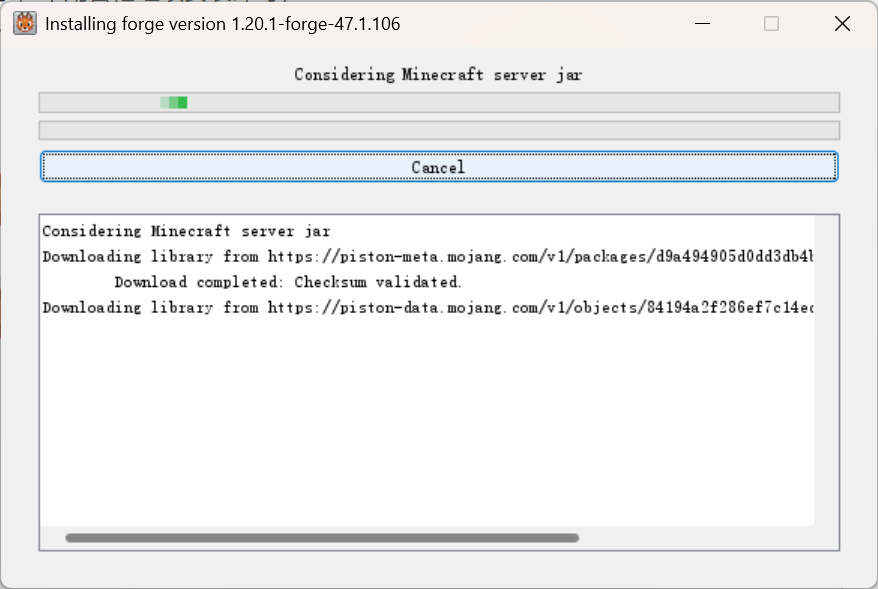 Installing forge version 1.20.1-forge-47.1.106
Considering Minecraft server jar
Cancel
Considering Minecraft server jar
Downloading library from https://piston-meta.mojang.com/v1/packages/d9a494905d0dd3db4b
Download completed: Checksum validated.
Downloading library from https://piston-data.mojang.com/v1/objects/84194a2f286ef7c14ec